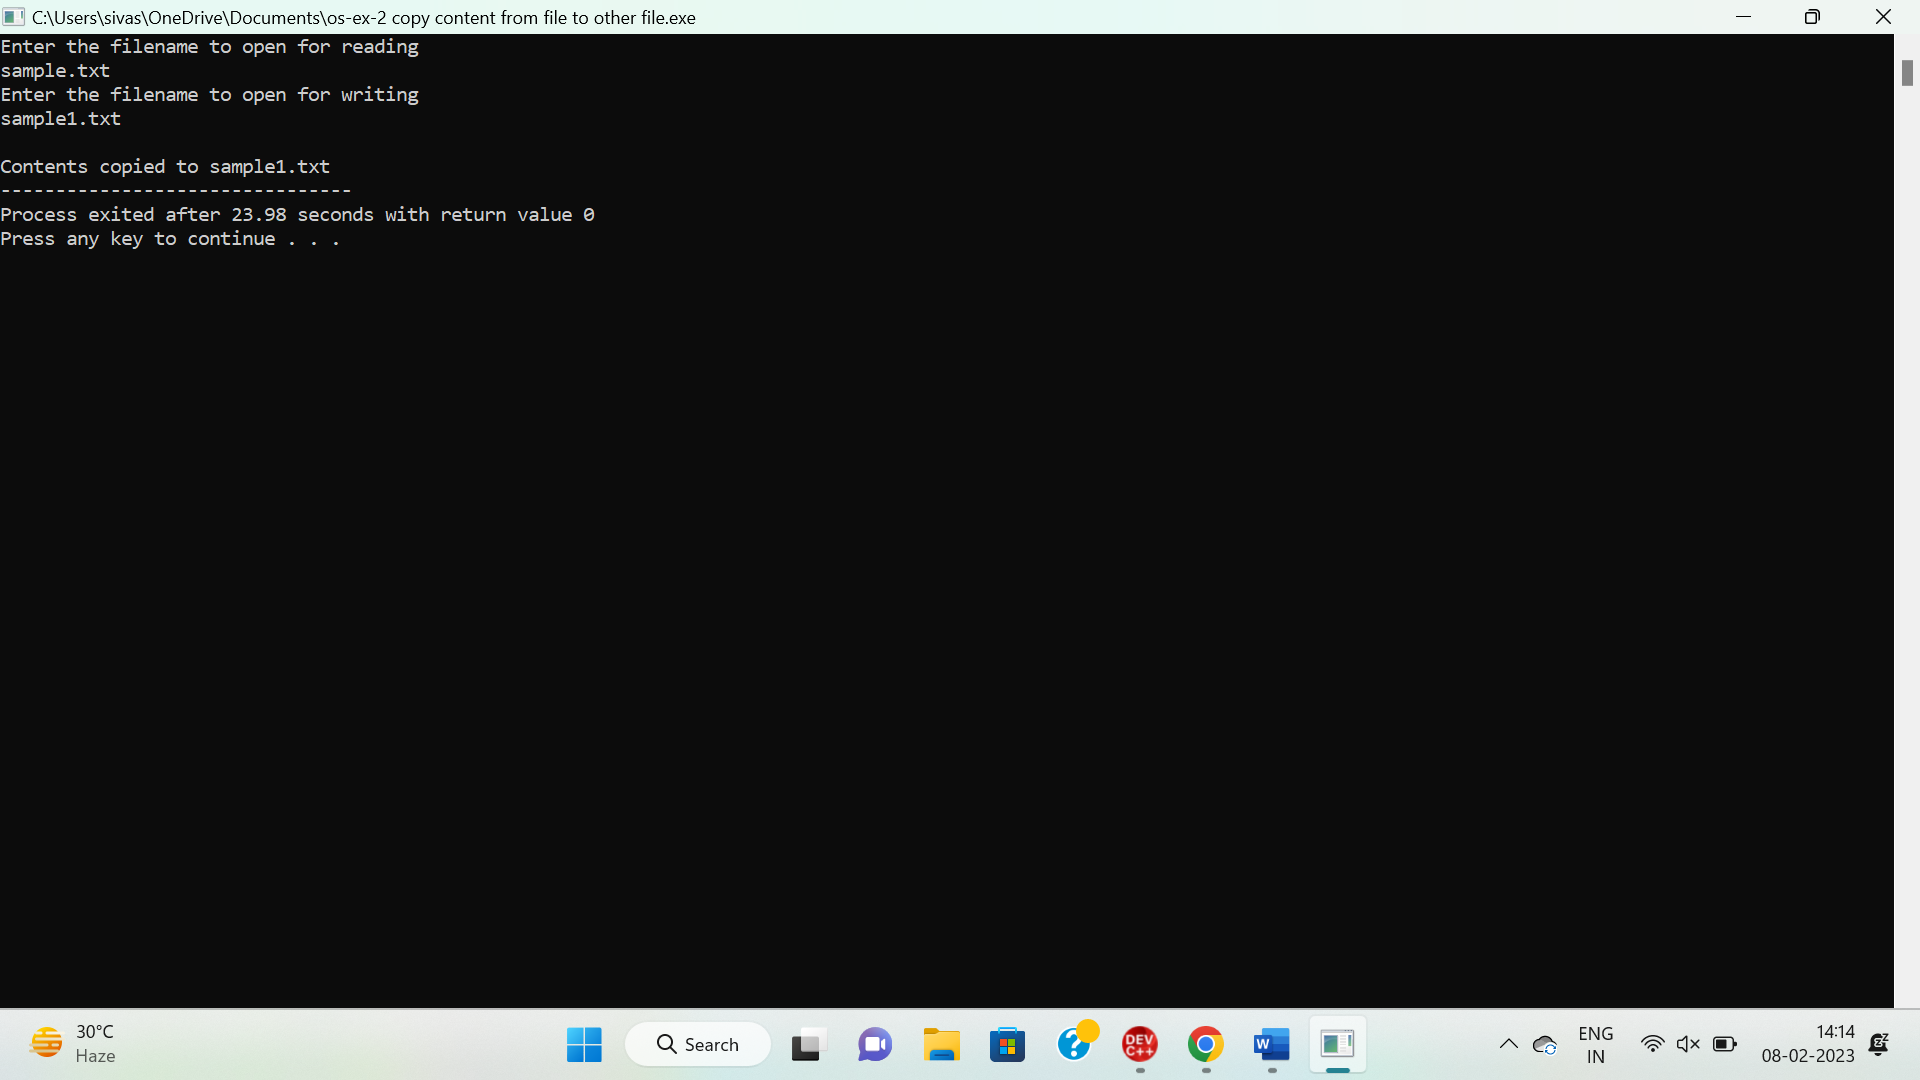 C:\Users\sivas\OneDrive\Documents\os-ex-2 copy content from file to other file.exe
Enter the filename to open for reading
sample.txt
Enter the filename to open for writing
sample1.txt
Contents copied to sample1.txt
--------------------------------
Process exited after 23.98 seconds with return value 0
Press any key to continue . . .
30°C
Haze
Search
DEV
C++
W
ENG
IN
14:14
08-02-2023